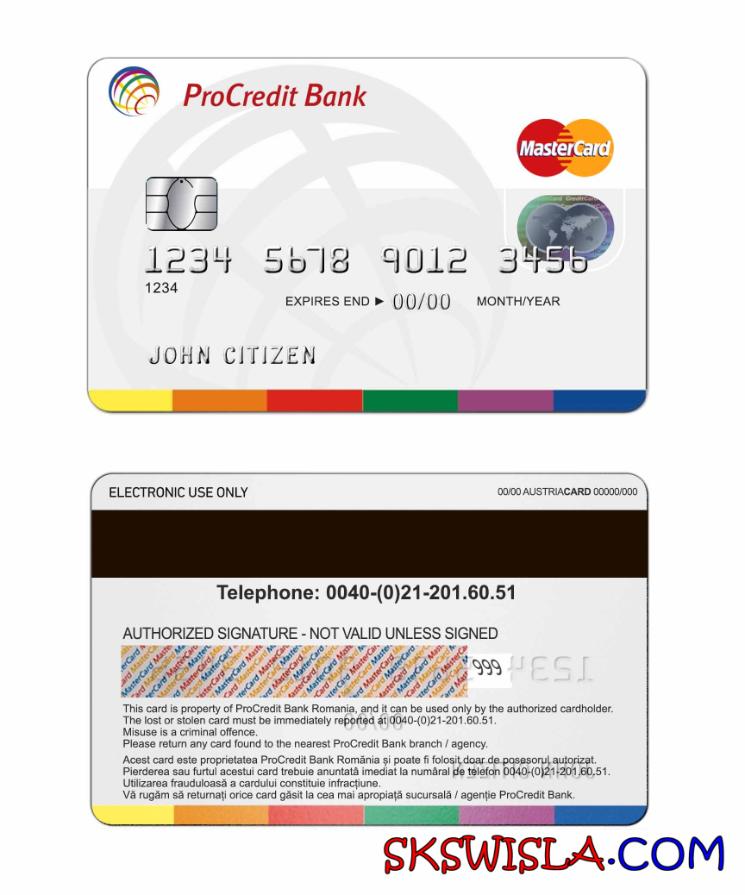 ProCredit Bank
MasterCard
1234 5678 9012 3456
1234
EXPIRES END ▶ 00/00 MONTH/YEAR
JOHN CITIZEN
ELECTRONIC USE ONLY
00/00 AUSTRIACARD 00000/000
Telephone: 0040-(0)21-201.60.51
AUTHORIZED SIGNATURE - NOT VALID UNLESS SIGNED
MasterCard MasterCard MasterCard
999 1234
This card is property of ProCredit Bank Romania, and it can be used only by the authorized cardholder.
The lost or stolen card must be immediately reported at 0040-(0)21-201.60.51.
00/00
Misuse is a criminal offence.
Please return any card found to the nearest ProCredit Bank branch / agency.
Acest card este proprietatea ProCredit Bank România și poate fi folosit doar de posesorul autorizat.
Pierderea sau furtul acestui card trebuie anuntată imediat la numărul de telefon 0040-(0)21-201.60.51.
JOHN CITIZEN
Utilizarea frauduloasă a cardului constituie infracțiune.
Vă rugăm să returnați orice card găsit la cea mai apropiață sucursală / agenție ProCredit Bank.
SKSWISLA.COM